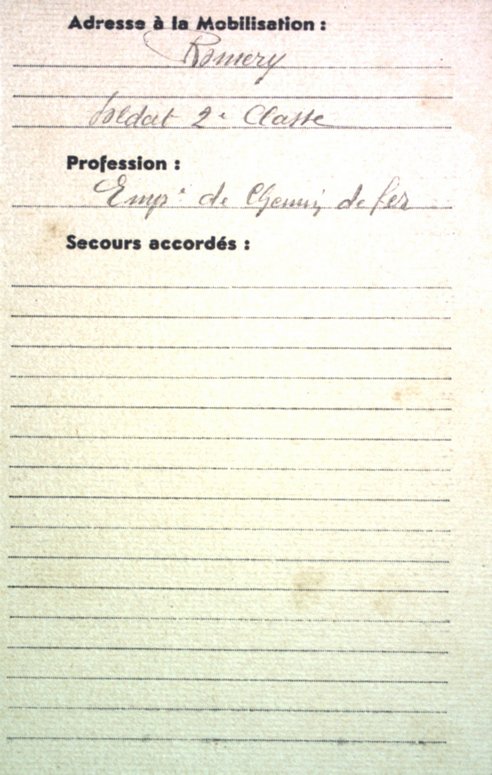 Adresse à la Mobilisation :
Romery
Soldat 2e Classe
Profession :
Empé de Chemin de fer
Secours accordés :